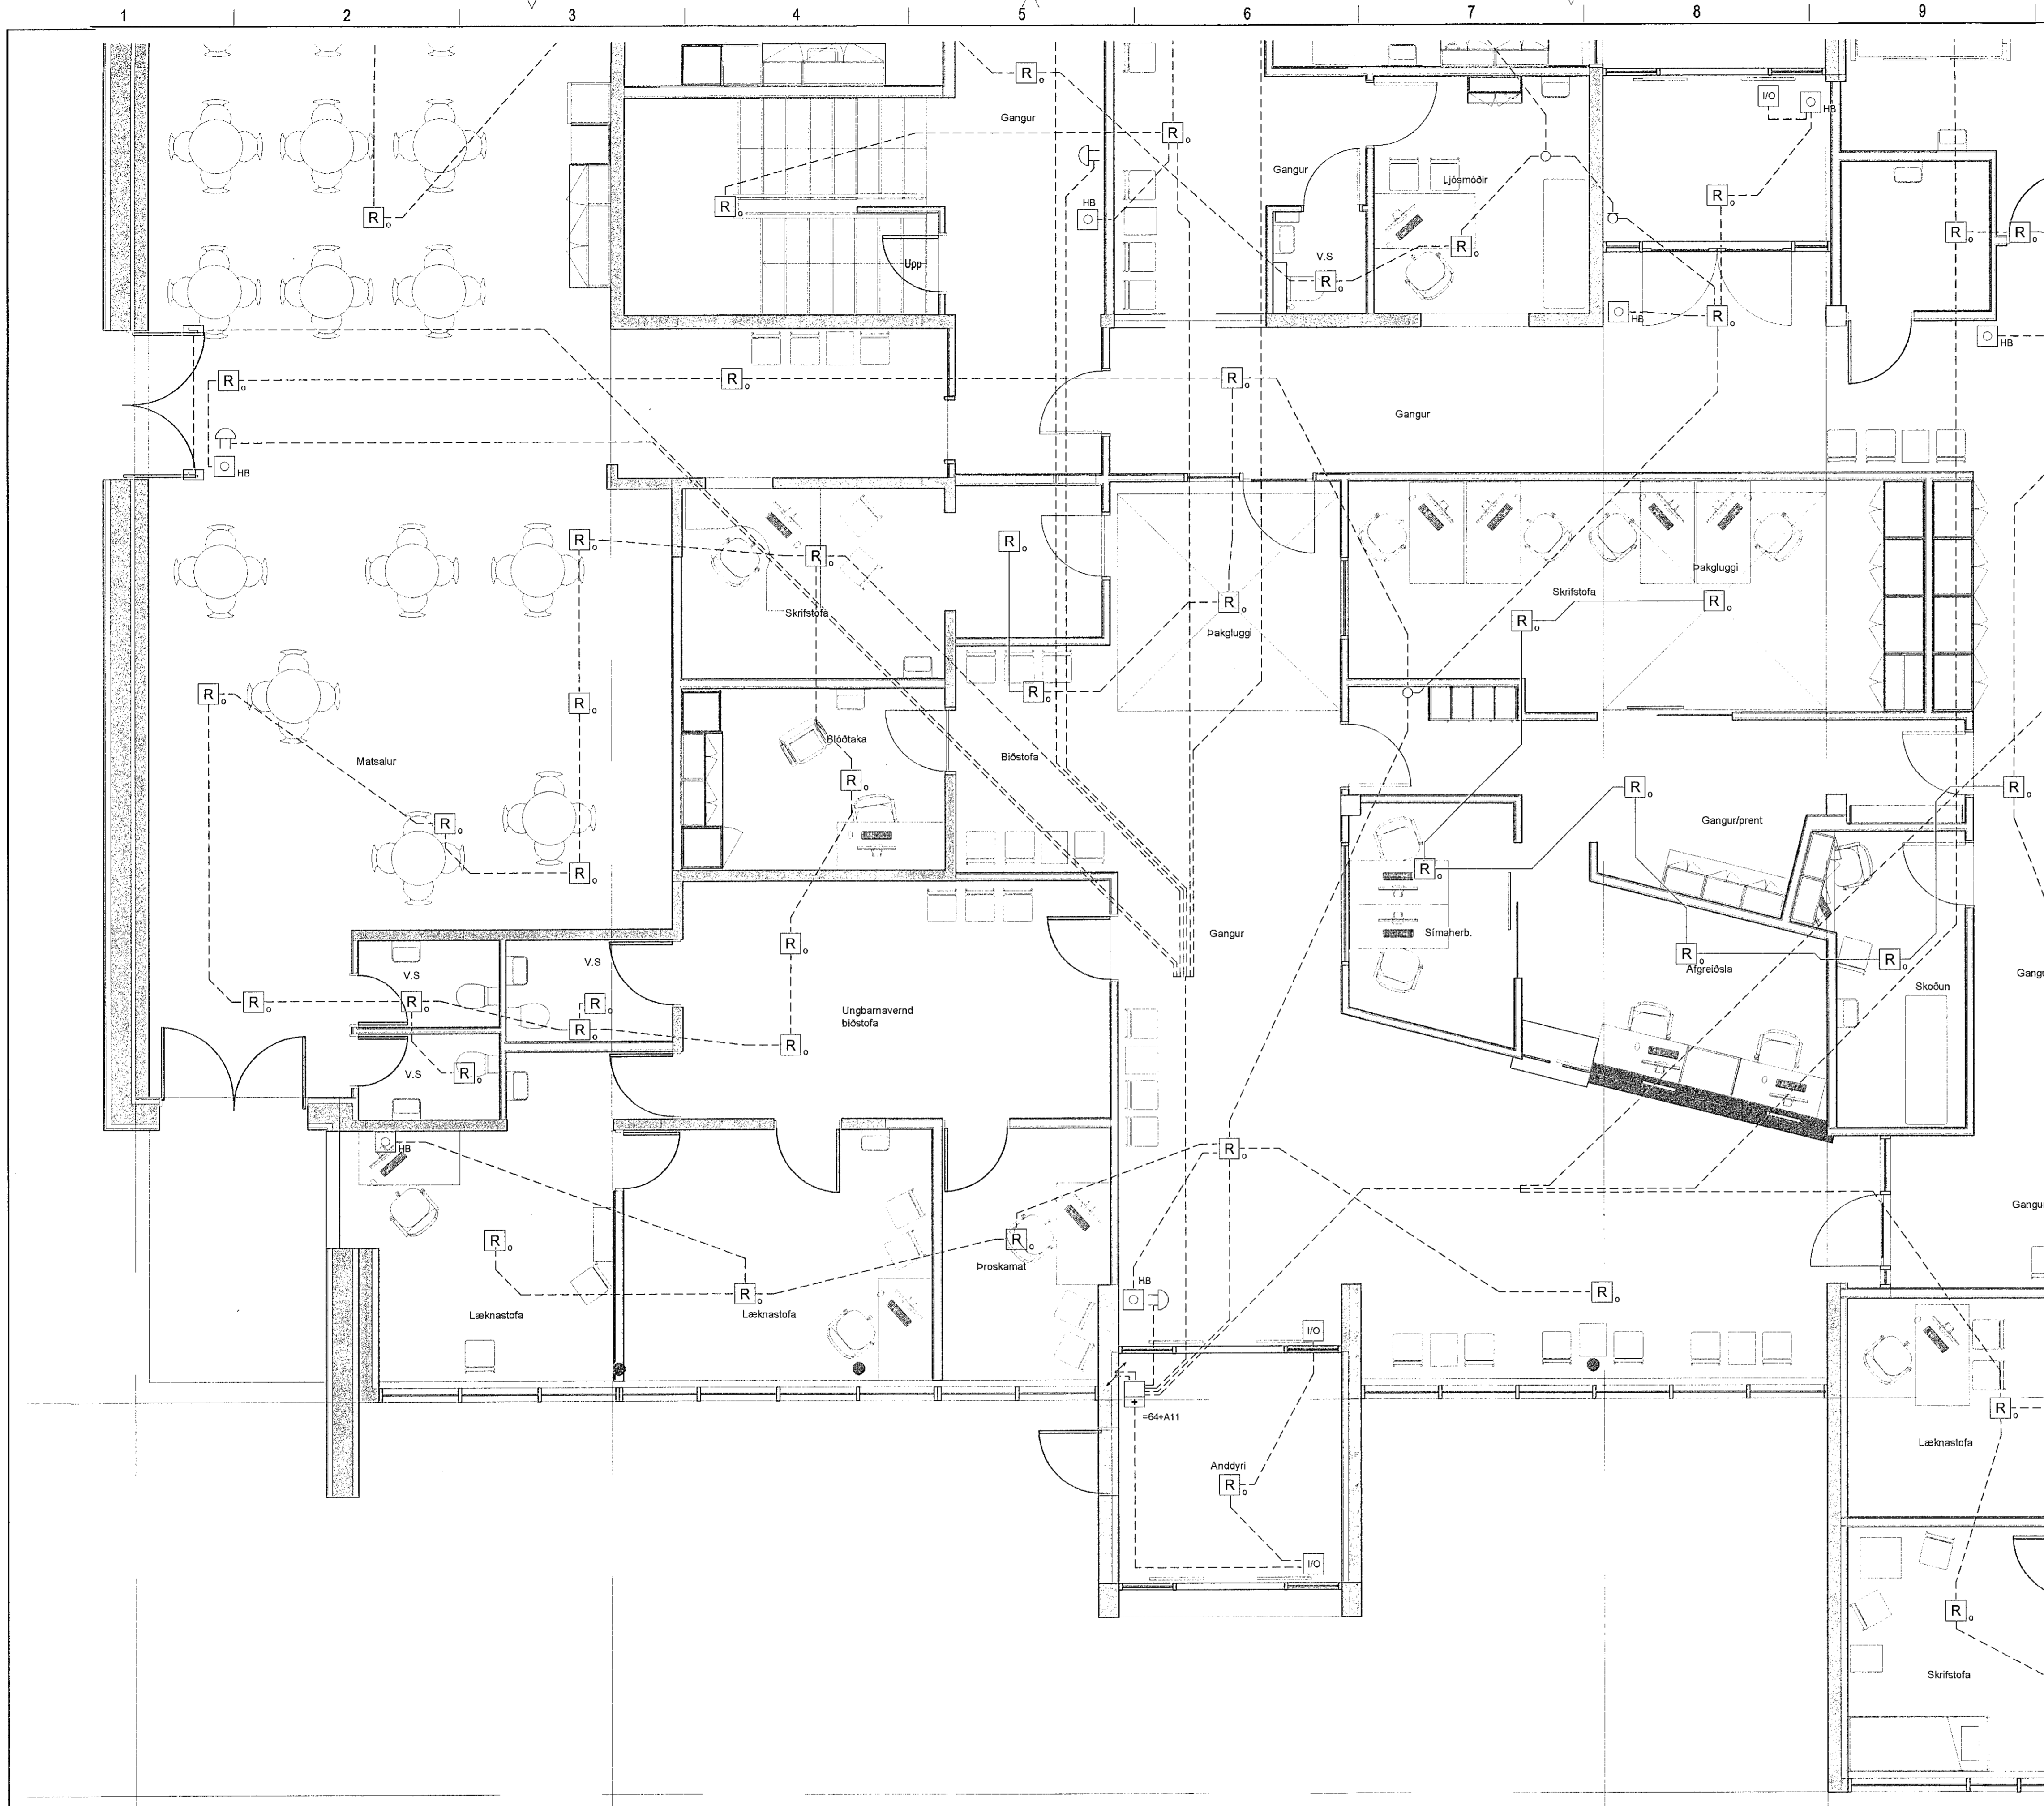 1 2 3 4 5 6 7 8 9
R
R
I/O
HB
Gangur
R
Gangur
Ljósmóðir
R
R
HB
R
R
V.S
R
R
R
Upp
HB
R
HB
R
R
R
Gangur
HB
R
R
R
Þakgluggi
Skrifstofa
Skrifstofa
R
R
R
Þakgluggi
R
R
R
Blóðtaka
Biðstofa
Matsalur
R
R
R
R
Gangur/prent
R
R
Gangur
Símaherb.
R
R
R
Afgreiðsla
V.S
V.S
Gangu
Skoðun
R
R
R
R
Ungbarnavernd
biðstofa
R
V.S
R
HB
R
Gangur
R
R
Þroskamat
HB
R
R
Læknastofa
Læknastofa
I/O
=64+A11
R
Læknastofa
Anddyri
R
I/O
R
Skrifstofa